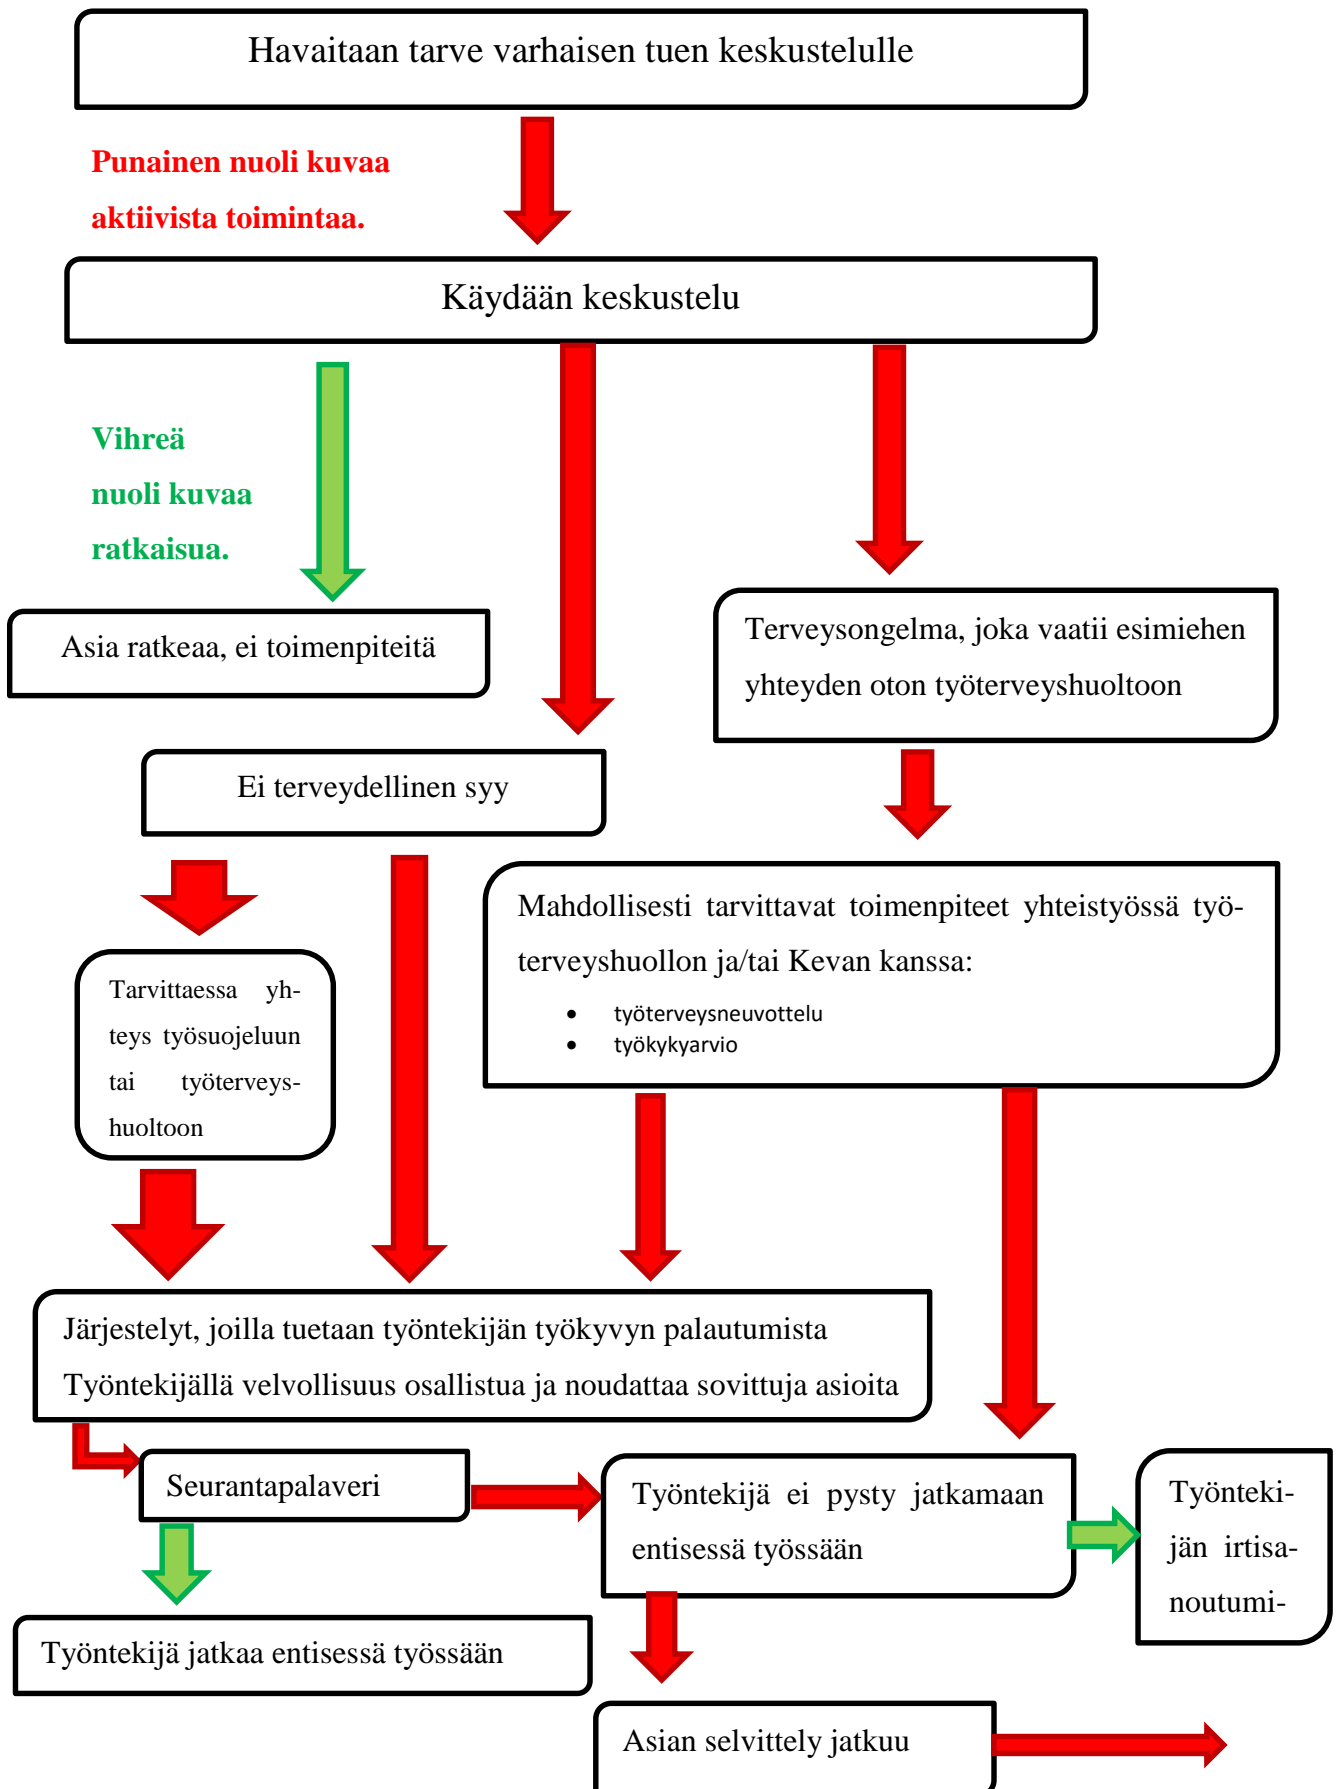 Havaitaan tarve varhaisen tuen keskustelulle
Punainen nuoli kuvaa
aktiivista toimintaa.
Käydään keskustelu
Vihreä
nuoli kuvaa
ratkaisua.
Asia ratkeaa, ei toimenpiteitä
Terveysongelma, joka vaatii esimiehen
yhteyden oton työterveyshuoltoon
Ei terveydellinen syy
Mahdollisesti tarvittavat toimenpiteet yhteistyössä työ-
terveyshuollon ja/tai Kevan kanssa:
• työterveysneuvottelu
• työkykyarvio
Tarvittaessa yh-
teys työsuojeluun
tai työterveys-
huoltoon
Järjestelyt, joilla tuetaan työntekijän työkyvyn palautumista
Työntekijällä velvollisuus osallistua ja noudattaa sovittuja asioita
Seurantapalaveri
Työntekijä ei pysty jatkamaan
entisessä työssään
Työnteki-
jän irtisa-
noutumi-
Työntekijä jatkaa entisessä työssään
Asian selvittely jatkuu